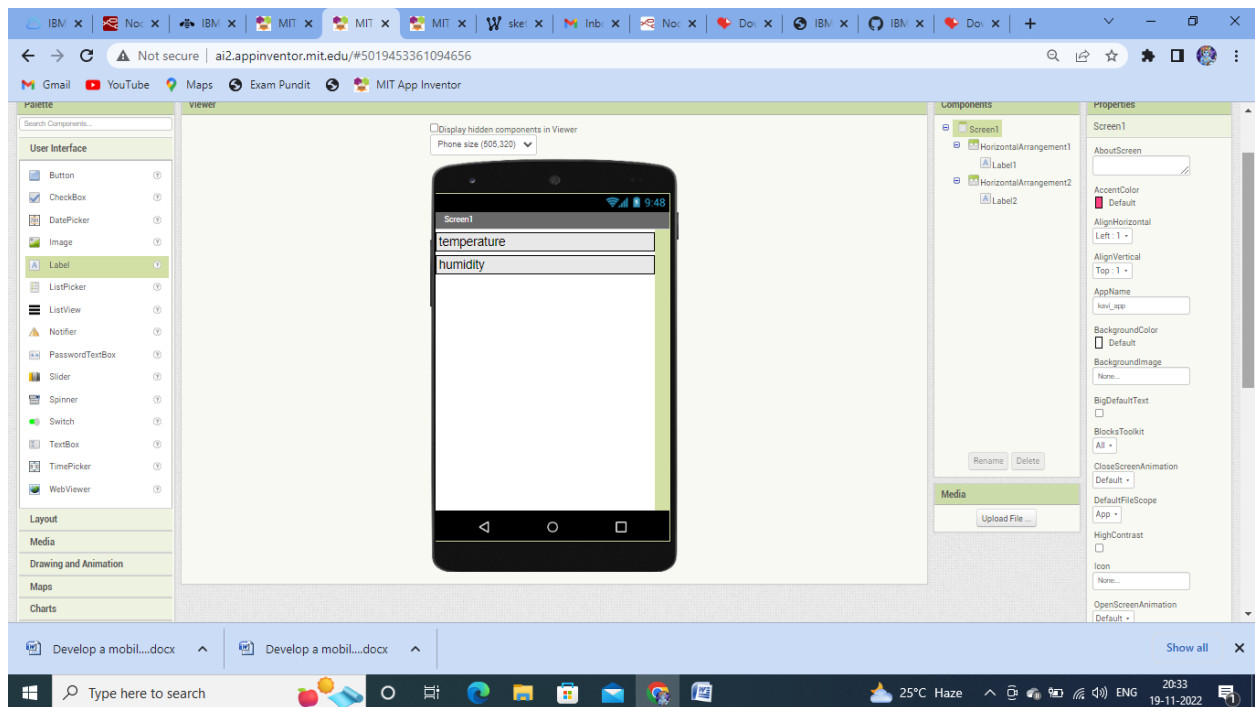 IBM
Noc
IBM
MIT
MIT
MIT
sket
Inbo
Noc
Dov
IBM
IBM
Dov
Not secure
ai2.appinventor.mit.edu/#5019453361094656
Gmail
YouTube
Maps
Exam Pundit
MIT App Inventor
Palette
Viewer
Components
Properties
Search Components...
User Interface
Button
CheckBox
DatePicker
Image
Label
ListPicker
ListView
Notifier
PasswordTextBox
Slider
Spinner
Switch
TextBox
TimePicker
WebViewer
Layout
Media
Drawing and Animation
Maps
Charts
Display hidden components in Viewer
Phone size (505,320)
9:48
Screen1
temperature
humidity
Screen1
HorizontalArrangement1
Label1
HorizontalArrangement2
Label2
Rename
Delete
Media
Upload File ...
Screen1
AboutScreen
AccentColor
Default
AlignHorizontal
Left : 1
AlignVertical
Top : 1
AppName
kavi_app
BackgroundColor
Default
BackgroundImage
None...
BigDefaultText
BlocksToolkit
All
CloseScreenAnimation
Default
DefaultFileScope
App
HighContrast
Icon
None...
OpenScreenAnimation
Default
Develop a mobil....docx
Develop a mobil....docx
Show all
Type here to search
25°C Haze
ENG
20:33
19-11-2022